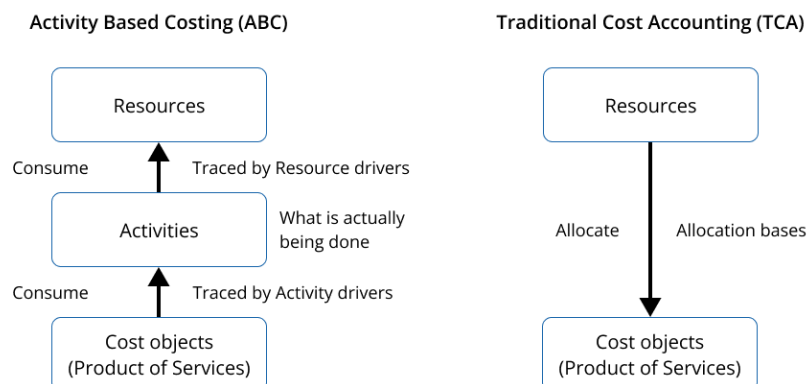 Activity Based Costing (ABC)
Resources
Consume
Traced by Resource drivers
Activities
What is actually
being done
Consume
Traced by Activity drivers
Cost objects
(Product of Services)
Traditional Cost Accounting (TCA)
Resources
Allocate
Allocation bases
Cost objects
(Product of Services)